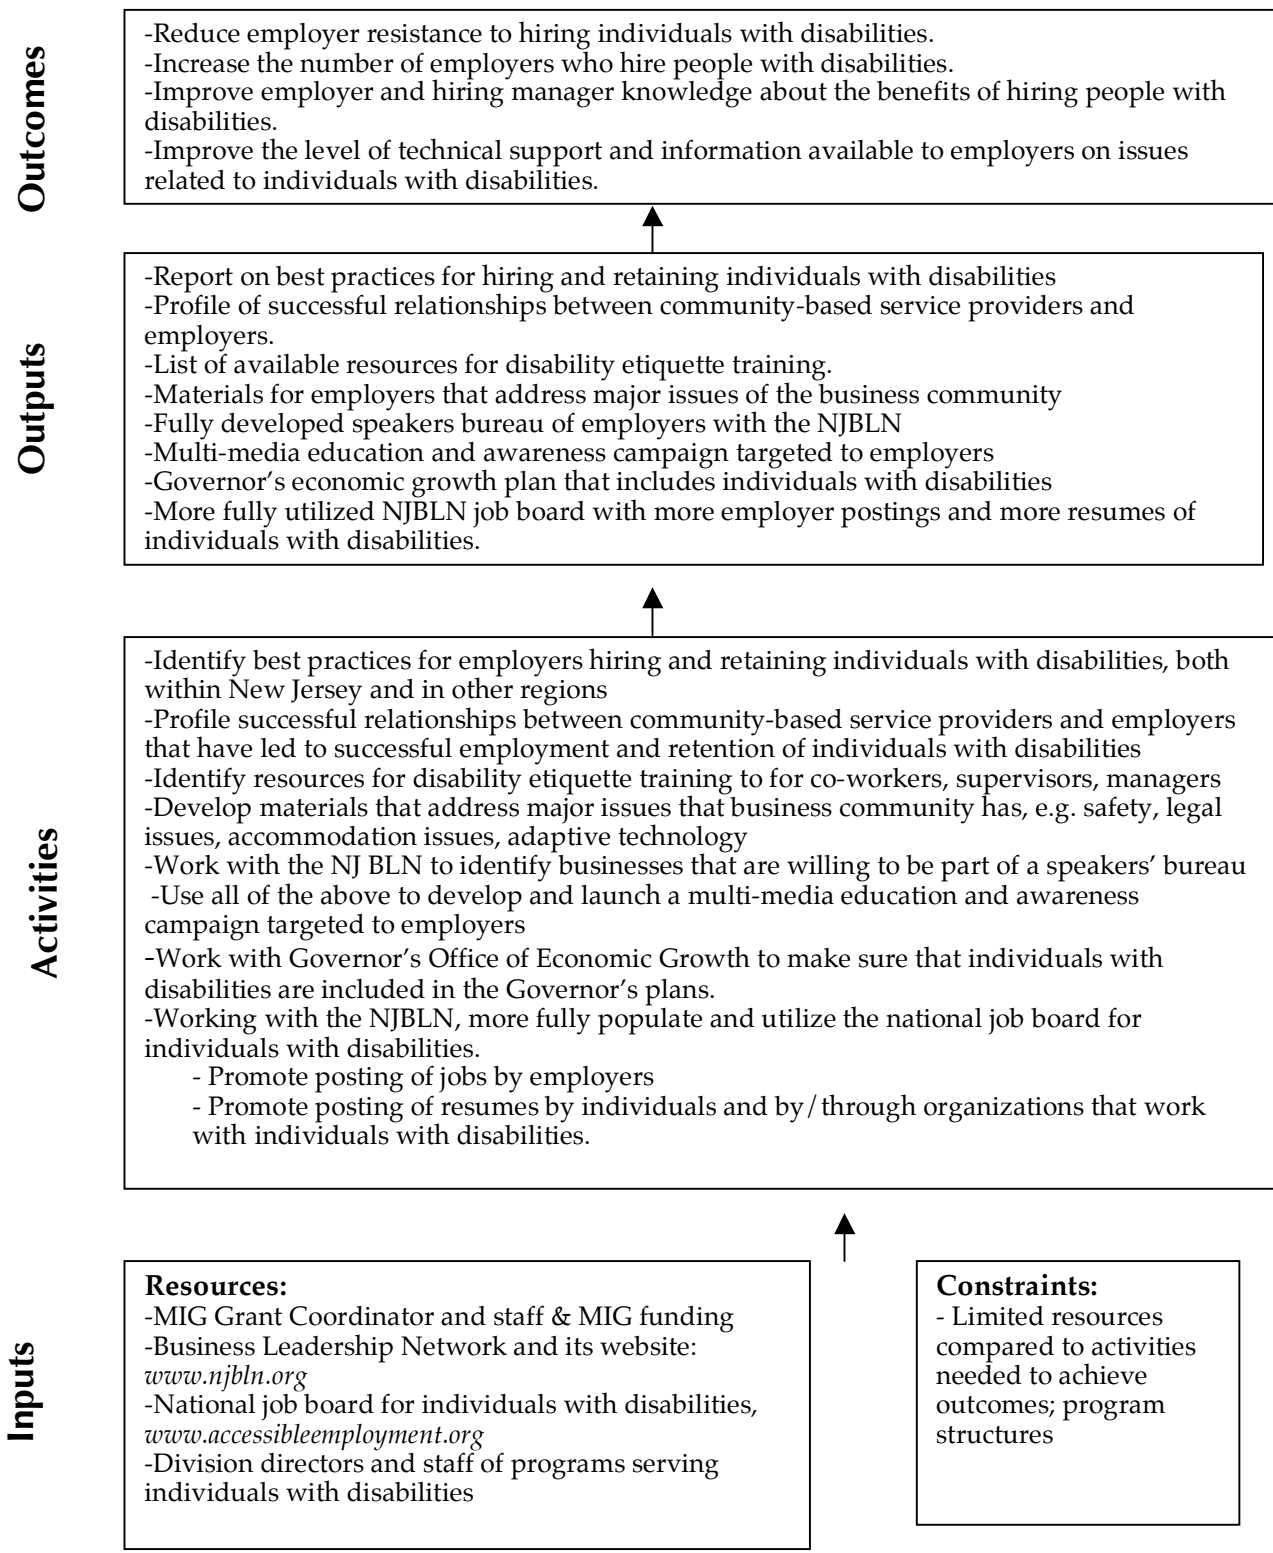 Outcomes
-Reduce employer resistance to hiring individuals with disabilities.
-Increase the number of employers who hire people with disabilities.
-Improve employer and hiring manager knowledge about the benefits of hiring people with
disabilities.
-Improve the level of technical support and information available to employers on issues
related to individuals with disabilities.
Outputs
-Report on best practices for hiring and retaining individuals with disabilities
-Profile of successful relationships between community-based service providers and
employers.
-List of available resources for disability etiquette training.
-Materials for employers that address major issues of the business community
-Fully developed speakers bureau of employers with the NJBLN
-Multi-media education and awareness campaign targeted to employers
-Governor's economic growth plan that includes individuals with disabilities
-More fully utilized NJBLN job board with more employer postings and more resumes of
individuals with disabilities.
Activities
-Identify best practices for employers hiring and retaining individuals with disabilities, both
within New Jersey and in other regions
-Profile successful relationships between community-based service providers and employers
that have led to successful employment and retention of individuals with disabilities
-Identify resources for disability etiquette training to for co-workers, supervisors, managers
-Develop materials that address major issues that business community has, e.g. safety, legal
issues, accommodation issues, adaptive technology
-Work with the NJ BLN to identify businesses that are willing to be part of a speakers' bureau
-Use all of the above to develop and launch a multi-media education and awareness
campaign targeted to employers
-Work with Governor's Office of Economic Growth to make sure that individuals with
disabilities are included in the Governor's plans.
-Working with the NJBLN, more fully populate and utilize the national job board for
individuals with disabilities.
- Promote posting of jobs by employers
- Promote posting of resumes by individuals and by/through organizations that work
with individuals with disabilities.
Inputs
Resources:
-MIG Grant Coordinator and staff & MIG funding
-Business Leadership Network and its website:
www.njbln.org
-National job board for individuals with disabilities,
www.accessibleemployment.org
-Division directors and staff of programs serving
individuals with disabilities
Constraints:
- Limited resources
compared to activities
needed to achieve
outcomes; program
structures